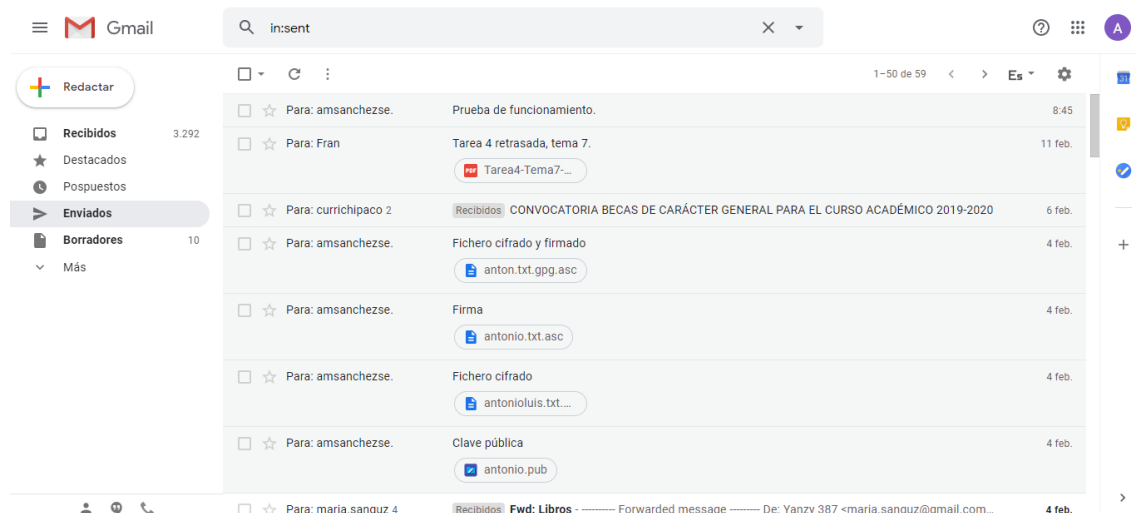 Gmail
in:sent
A
Redactar
1–50 de 59
Es
31
Recibidos 3.292
Destacados
Pospuestos
Enviados
Borradores 10
Más
Para: amsanchezse. Prueba de funcionamiento. 8:45
Para: Fran Tarea 4 retrasada, tema 7. 11 feb.
PDF Tarea4-Tema7-...
Para: currichipaco 2 Recibidos CONVOCATORIA BECAS DE CARÁCTER GENERAL PARA EL CURSO ACADÉMICO 2019-2020 6 feb.
Para: amsanchezse. Fichero cifrado y firmado 4 feb.
anton.txt.gpg.asc
Para: amsanchezse. Firma 4 feb.
antonio.txt.asc
Para: amsanchezse. Fichero cifrado 4 feb.
antonioluis.txt....
Para: amsanchezse. Clave pública 4 feb.
antonio.pub
Para: maria.sanguz 4 Recibidos Fwd: Libros - ---------- Forwarded message --------- De: Yanzy 387 <maria.sanguz@gmail.com... 4 feb.